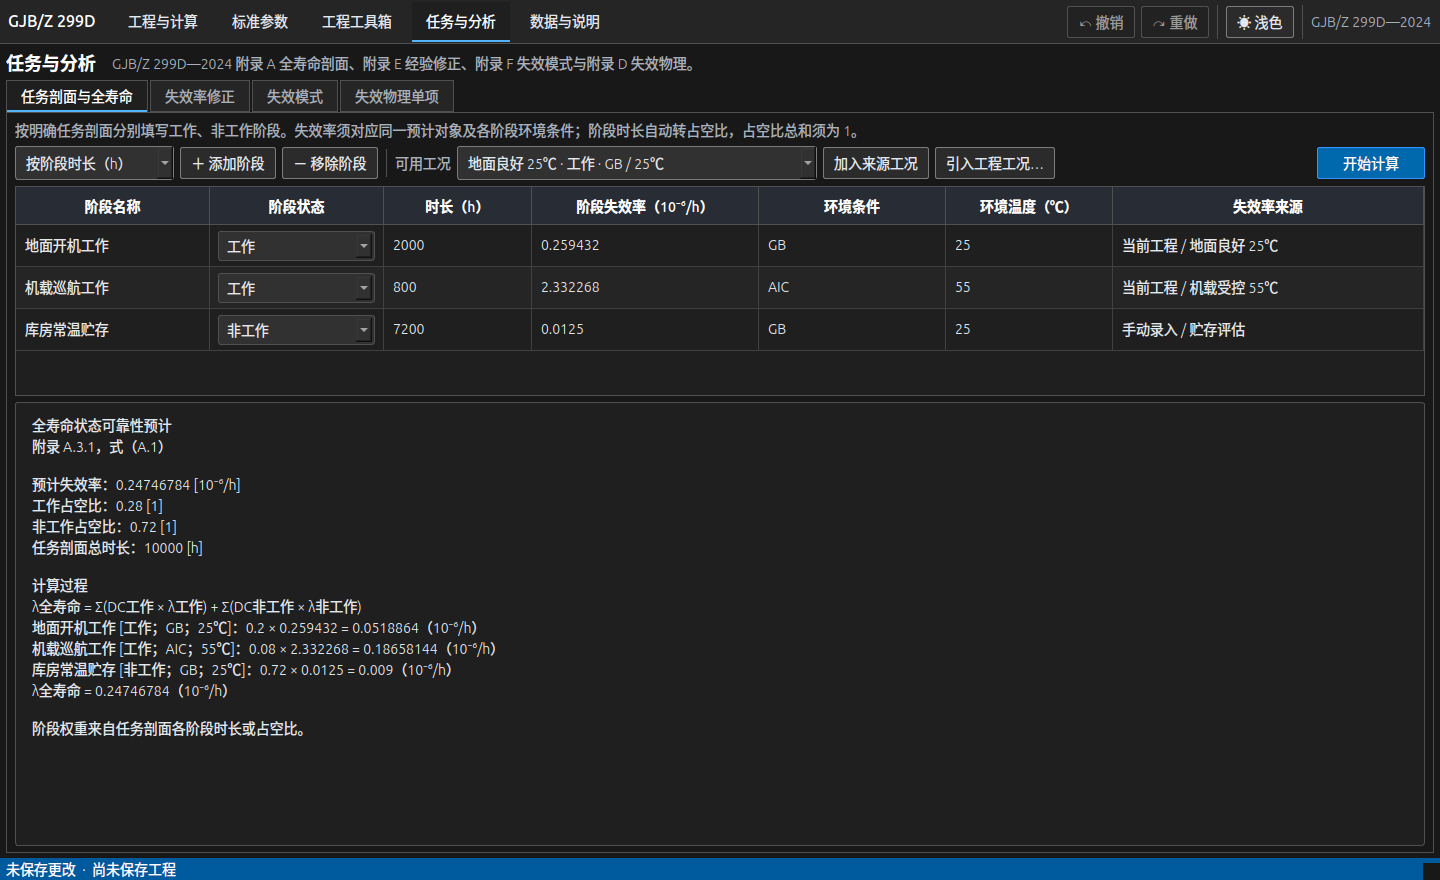 GJB/Z 299D 工程与计算 标准参数 工程工具箱 任务与分析 数据与说明 撤销 重做 浅色 GJB/Z 299D—2024
任务与分析 GJB/Z 299D—2024 附录 A 全寿命剖面、附录 E 经验修正、附录 F 失效模式与附录 D 失效物理。
任务剖面与全寿命 失效率修正 失效模式 失效物理单项
按明确任务剖面分别填写工作、非工作阶段。失效率须对应同一预计对象及各阶段环境条件；阶段时长自动转占空比，占空比总和须为 1。
按阶段时长（h） ＋ 添加阶段 － 移除阶段 可用工况 地面良好 25℃ · 工作 · GB / 25℃ 加入来源工况 引入工程工况… 开始计算
阶段名称 阶段状态 时长（h） 阶段失效率（10⁻⁶/h） 环境条件 环境温度（℃） 失效率来源
地面开机工作 工作 2000 0.259432 GB 25 当前工程 / 地面良好 25℃
机载巡航工作 工作 800 2.332268 AIC 55 当前工程 / 机载受控 55℃
库房常温贮存 非工作 7200 0.0125 GB 25 手动录入 / 贮存评估
全寿命状态可靠性预计
附录 A.3.1，式（A.1）
预计失效率：0.24746784 [10⁻⁶/h]
工作占空比：0.28 [1]
非工作占空比：0.72 [1]
任务剖面总时长：10000 [h]
计算过程
λ全寿命 = Σ(DC工作 × λ工作) + Σ(DC非工作 × λ非工作)
地面开机工作 [工作；GB；25℃]：0.2 × 0.259432 = 0.0518864（10⁻⁶/h）
机载巡航工作 [工作；AIC；55℃]：0.08 × 2.332268 = 0.18658144（10⁻⁶/h）
库房常温贮存 [非工作；GB；25℃]：0.72 × 0.0125 = 0.009（10⁻⁶/h）
λ全寿命 = 0.24746784（10⁻⁶/h）
阶段权重来自任务剖面各阶段时长或占空比。
未保存更改 · 尚未保存工程